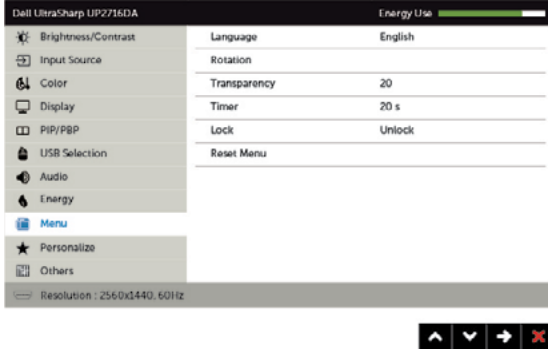 Dell UltraSharp UP2716DA Energy Use
Brightness/Contrast Language English
Input Source Rotation
Color Transparency 20
Display Timer 20 s
PIP/PBP Lock Unlock
USB Selection Reset Menu
Audio
Energy
Menu
Personalize
Others
Resolution : 2560x1440, 60Hz